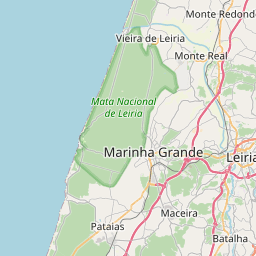 Monte Redondo
Vieira de Leiria
Monte Real
Mata Nacional
de Leiria
Marinha Grande
Leiria
Maceira
Pataias
Batalha